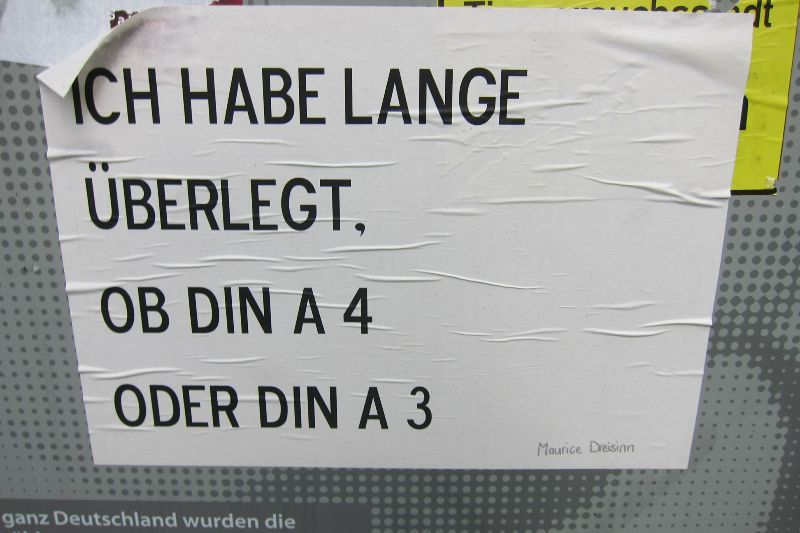 ICH HABE LANGE
ÜBERLEGT,
OB DIN A 4
ODER DIN A 3
Maurice Dreisinn
ganz Deutschland wurden die